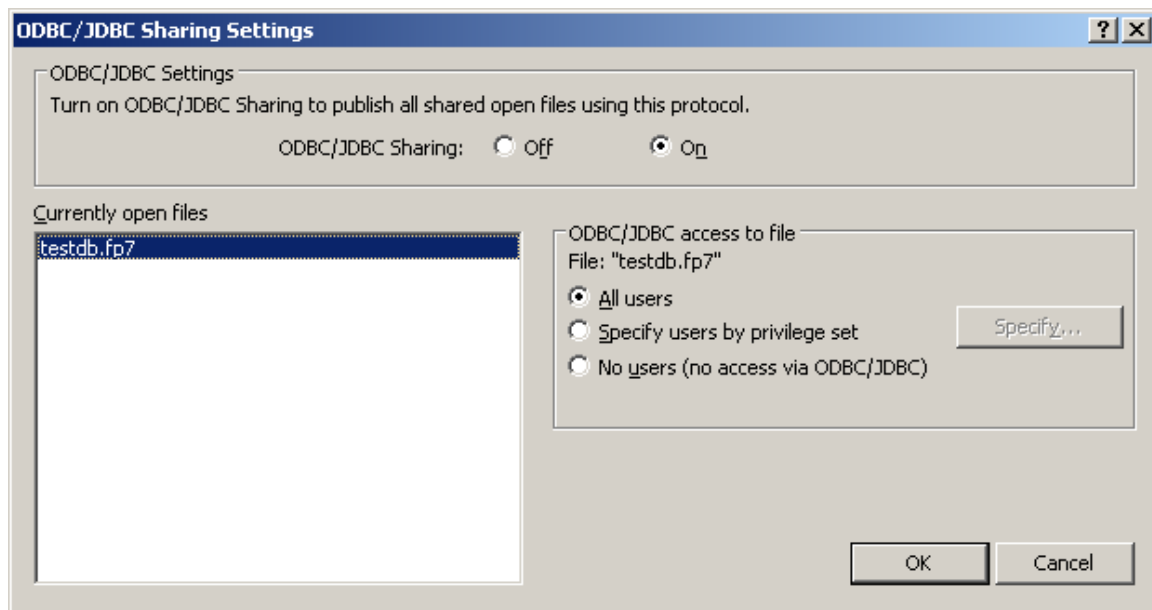 ODBC/JDBC Sharing Settings
ODBC/JDBC Settings
Turn on ODBC/JDBC Sharing to publish all shared open files using this protocol.
ODBC/JDBC Sharing: Off On
Currently open files
testdb.fp7
ODBC/JDBC access to file
File: "testdb.fp7"
All users
Specify users by privilege set
Specify...
No users (no access via ODBC/JDBC)
OK Cancel